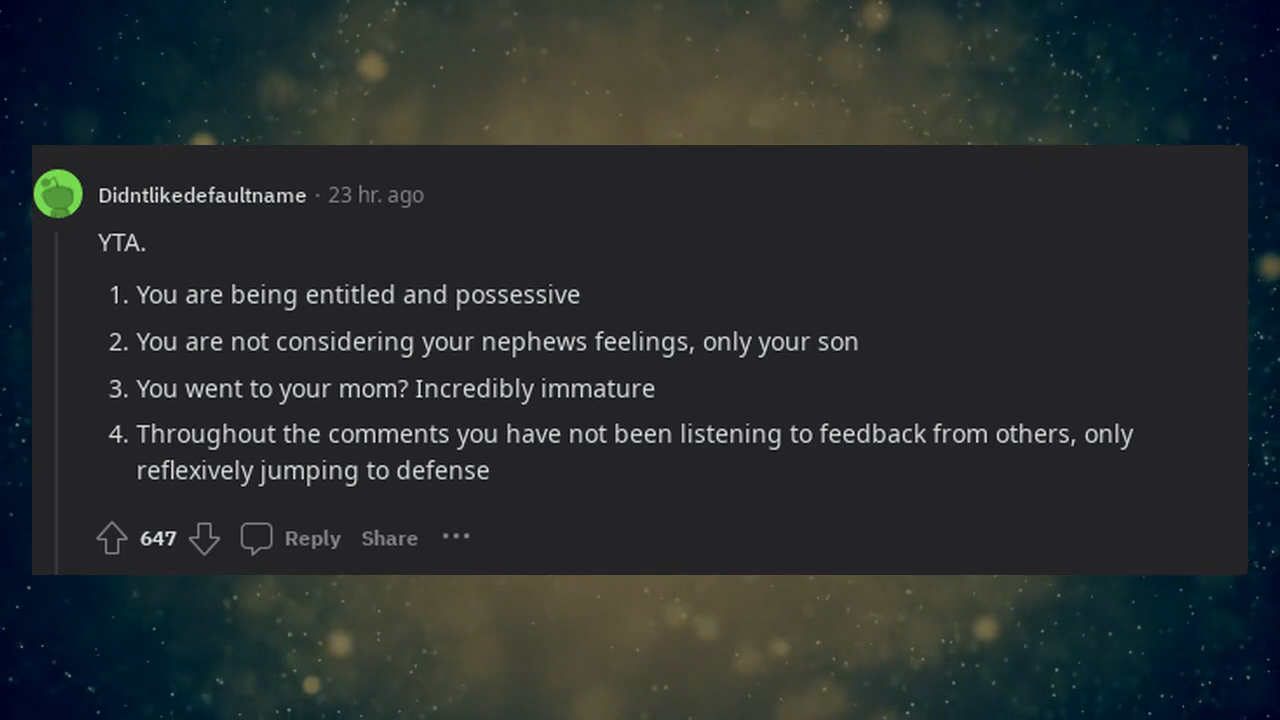 Didntlikedefaultname · 23 hr. ago
YTA.
1. You are being entitled and possessive
2. You are not considering your nephews feelings, only your son
3. You went to your mom? Incredibly immature
4. Throughout the comments you have not been listening to feedback from others, only
reflexively jumping to defense
647 Reply Share ···